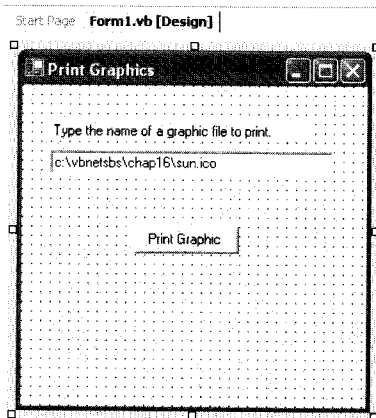 Start Page Form1.vb [Design]
Print Graphics
Type the name of a graphic file to print.
c:\vbnetsbs\chap16\sun.ico
Print Graphic